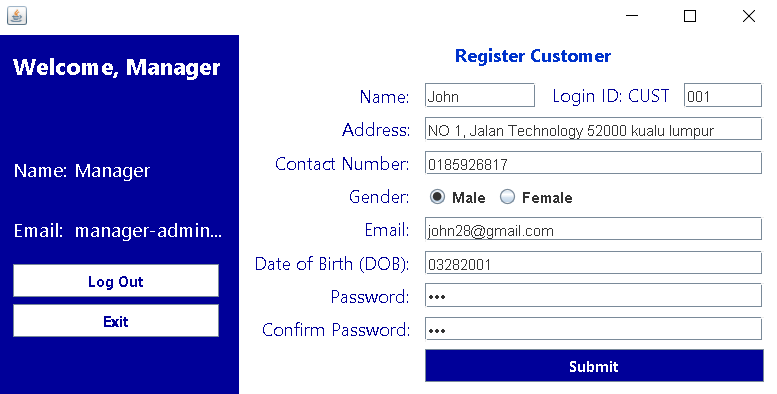 Welcome, Manager
Name: Manager
Email: manager-admin...
Log Out
Exit
Register Customer
Name: John Login ID: CUST 001
Address: NO 1, Jalan Technology 52000 kualu lumpur
Contact Number: 0185926817
Gender: Male Female
Email: john28@gmail.com
Date of Birth (DOB): 03282001
Password: •••
Confirm Password: •••
Submit